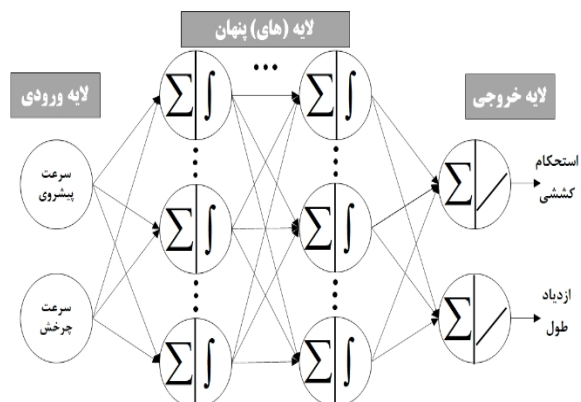 لایه (های) پنهان
لایه ورودی
لایه خروجی
سرعت
پیشروی
سرعت
چرخش
استحکام
کششی
ازدیاد
طول